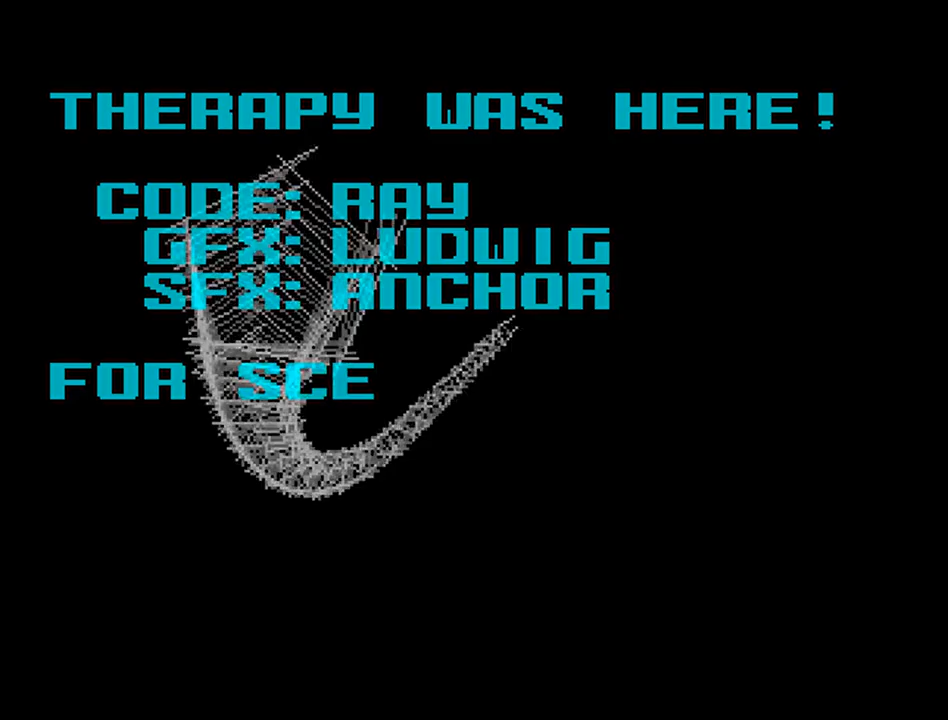 THERAPY WAS HERE!
CODE: RAY
GFX: LUDWIG
SFX: ANCHOR
FOR SCE